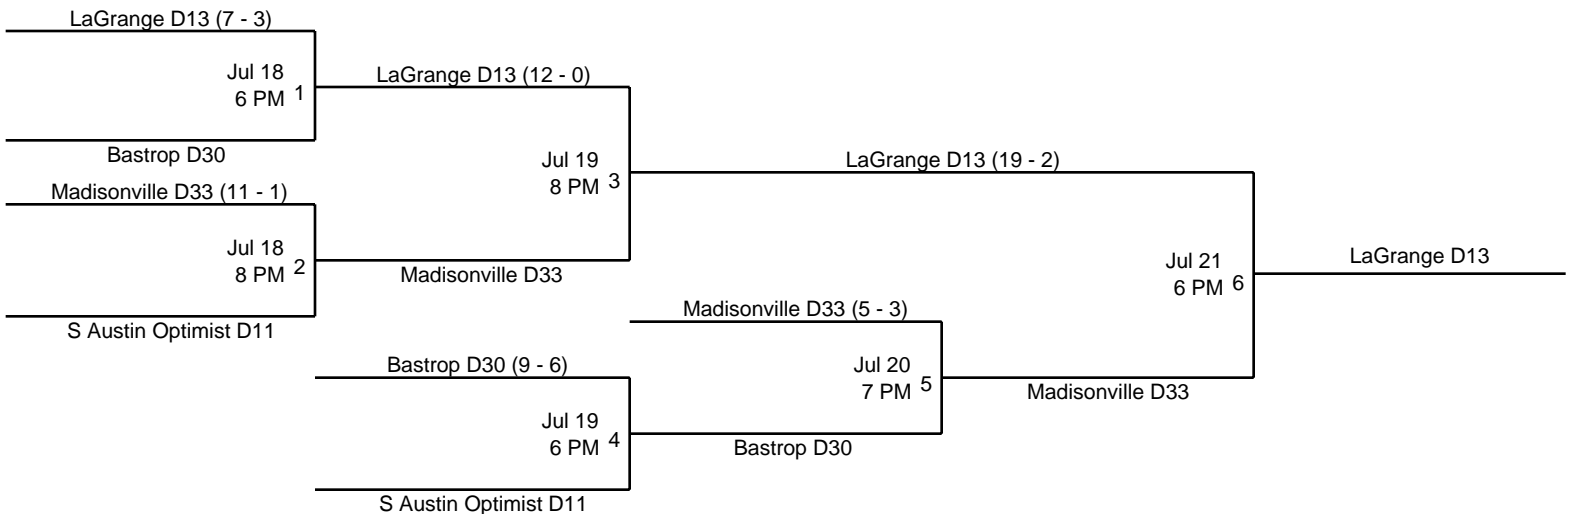 LaGrange D13 (7 - 3)
Jul 18
6 PM 1
Bastrop D30
Madisonville D33 (11 - 1)
Jul 18
8 PM 2
S Austin Optimist D11
LaGrange D13 (12 - 0)
Jul 19
8 PM 3
Madisonville D33
Bastrop D30 (9 - 6)
Jul 19
6 PM 4
S Austin Optimist D11
LaGrange D13 (19 - 2)
Madisonville D33 (5 - 3)
Jul 20
7 PM 5
Bastrop D30
Jul 21
6 PM 6
Madisonville D33
LaGrange D13